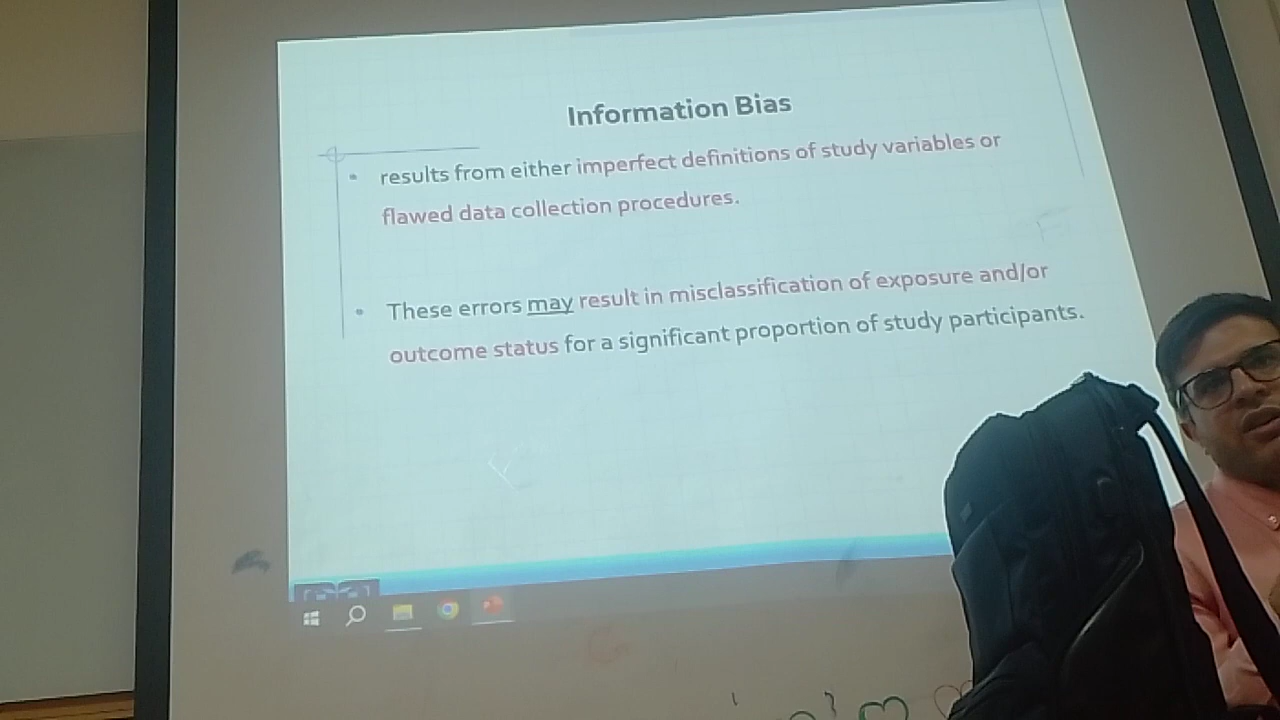 Information Bias
results from either imperfect definitions of study variables or
flawed data collection procedures.
These errors may result in misclassification of exposure and/or
outcome status for a significant proportion of study participants.